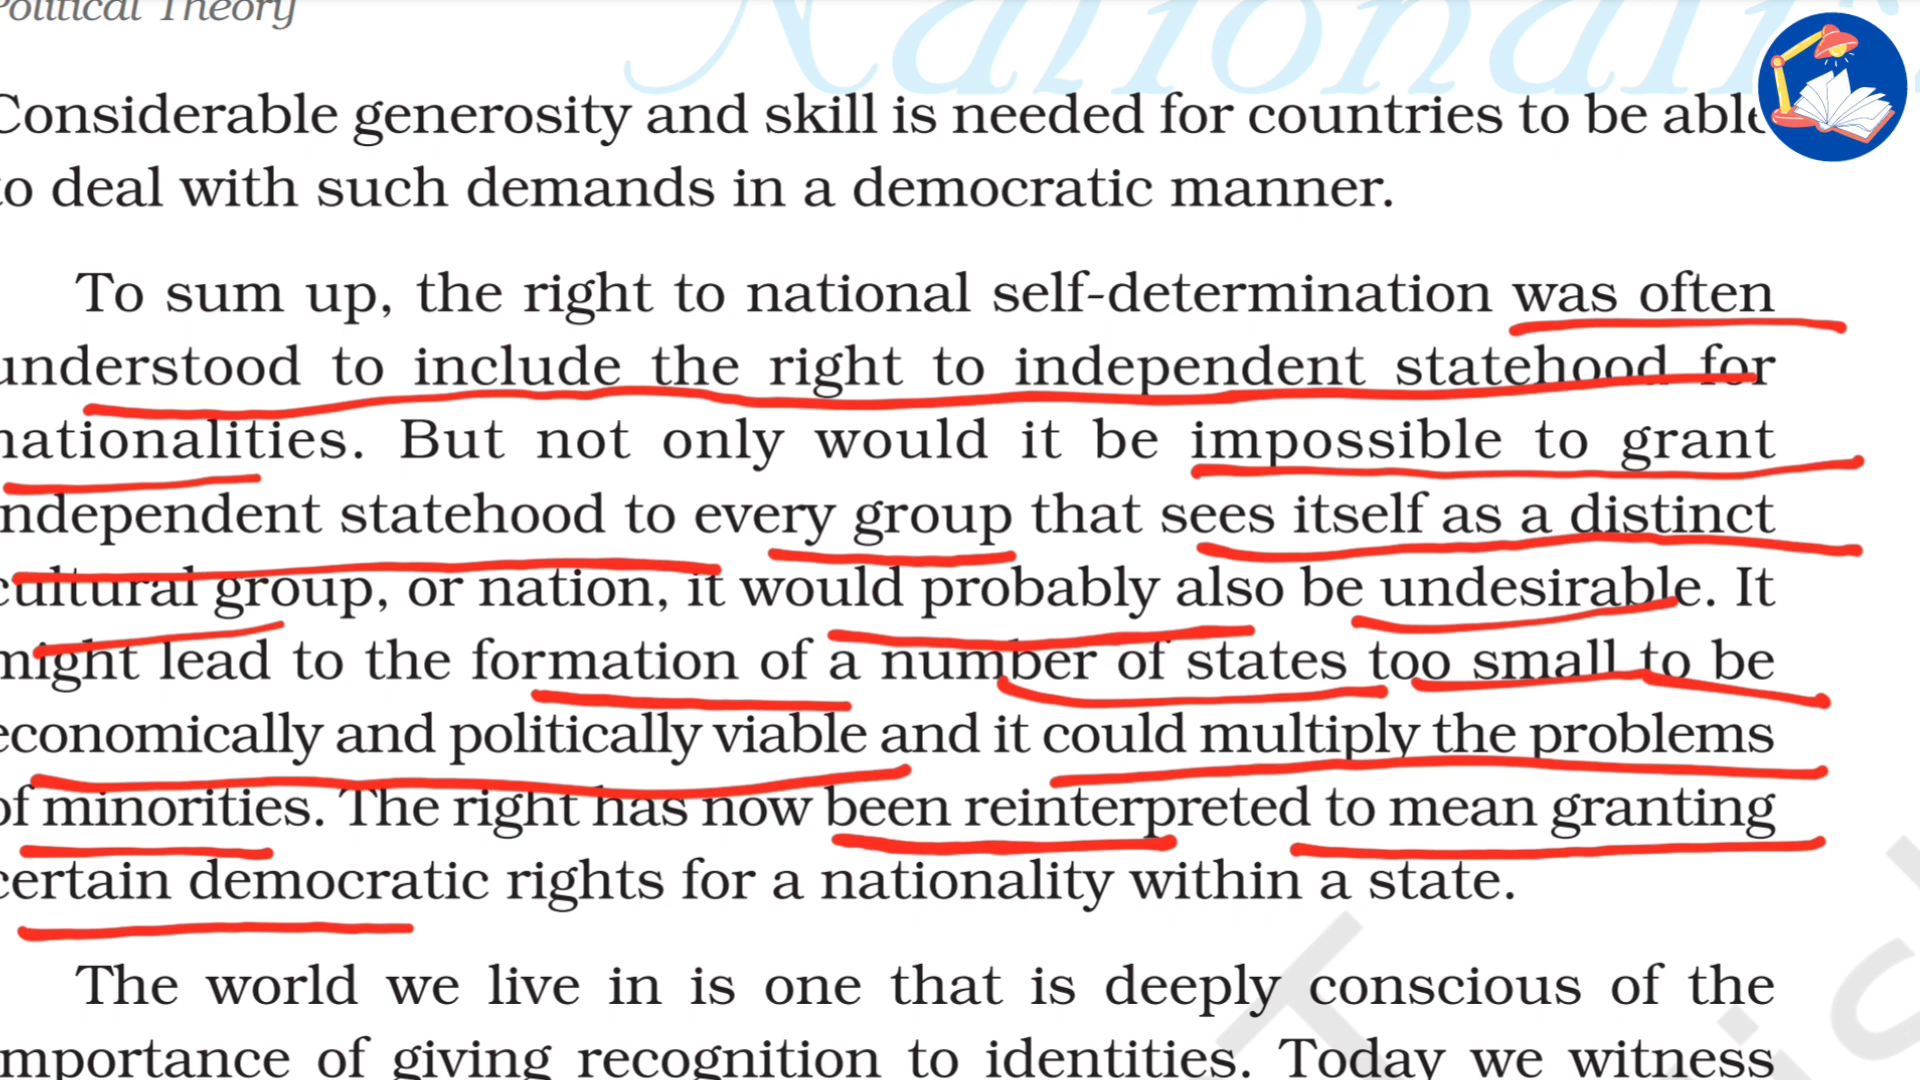 Political Theory
Nationali
Considerable generosity and skill is needed for countries to be able
to deal with such demands in a democratic manner.
To sum up, the right to national self-determination was often
understood to include the right to independent statehood for
nationalities. But not only would it be impossible to grant
independent statehood to every group that sees itself as a distinct
cultural group, or nation, it would probably also be undesirable. It
might lead to the formation of a number of states too small to be
economically and politically viable and it could multiply the problems
of minorities. The right has now been reinterpreted to mean granting
certain democratic rights for a nationality within a state.
The world we live in is one that is deeply conscious of the
importance of giving recognition to identities. Today we witness